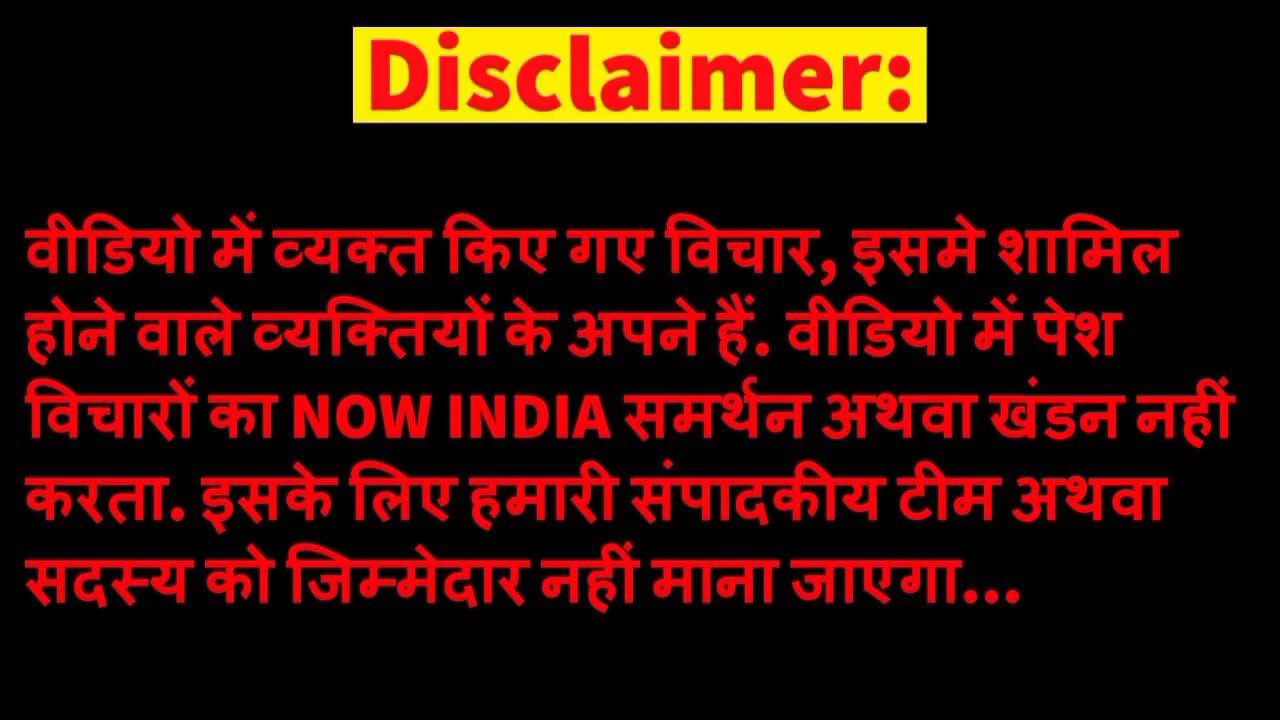 Disclaimer:
वीडियो में व्यक्त किए गए विचार, इसमे शामिल
होने वाले व्यक्तियों के अपने हैं. वीडियो में पेश
विचारों का NOW INDIA समर्थन अथवा खंडन नहीं
करता. इसके लिए हमारी संपादकीय टीम अथवा
सदस्य को जिम्मेदार नहीं माना जाएगा...